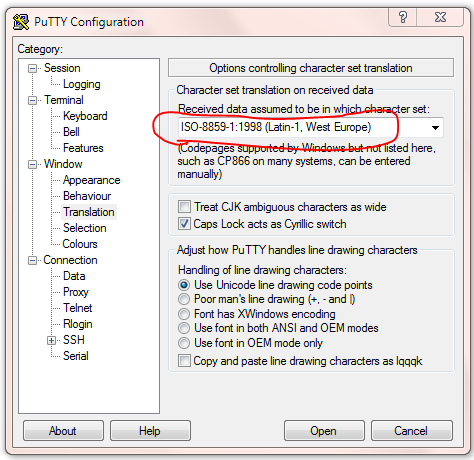 PuTTY Configuration
Category:
Session
Logging
Terminal
Keyboard
Bell
Features
Window
Appearance
Behaviour
Translation
Selection
Colours
Connection
Data
Proxy
Telnet
Rlogin
SSH
Serial
Options controlling character set translation
Character set translation on received data
Received data assumed to be in which character set:
ISO-8859-1:1998 (Latin-1, West Europe)
(Codepages supported by Windows but not listed here,
such as CP866 on many systems, can be entered
manually)
Treat CJK ambiguous characters as wide
Caps Lock acts as Cyrillic switch
Adjust how PuTTY handles line drawing characters
Handling of line drawing characters:
Use Unicode line drawing code points
Poor man's line drawing (+, - and |)
Font has XWindows encoding
Use font in both ANSI and OEM modes
Use font in OEM mode only
Copy and paste line drawing characters as lqqqk
About
Help
Open
Cancel